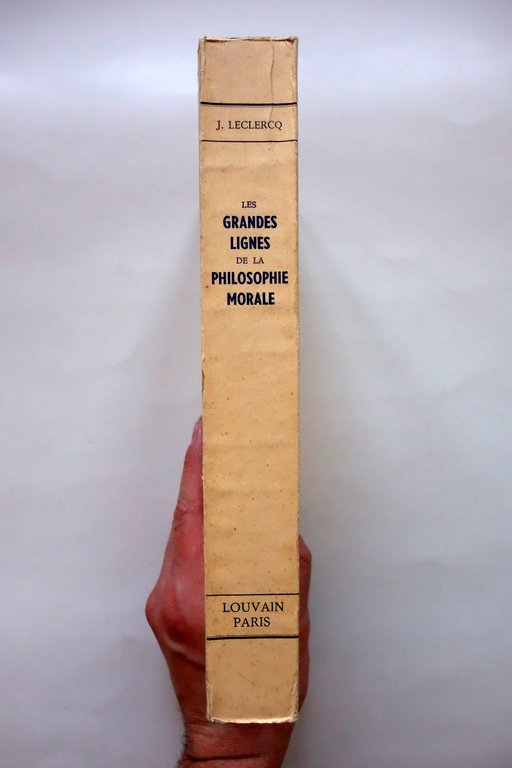 J. LECLERCQ
LES
GRANDES
LIGNES
DE LA
PHILOSOPHIE
MORALE
LOUVAIN
PARIS